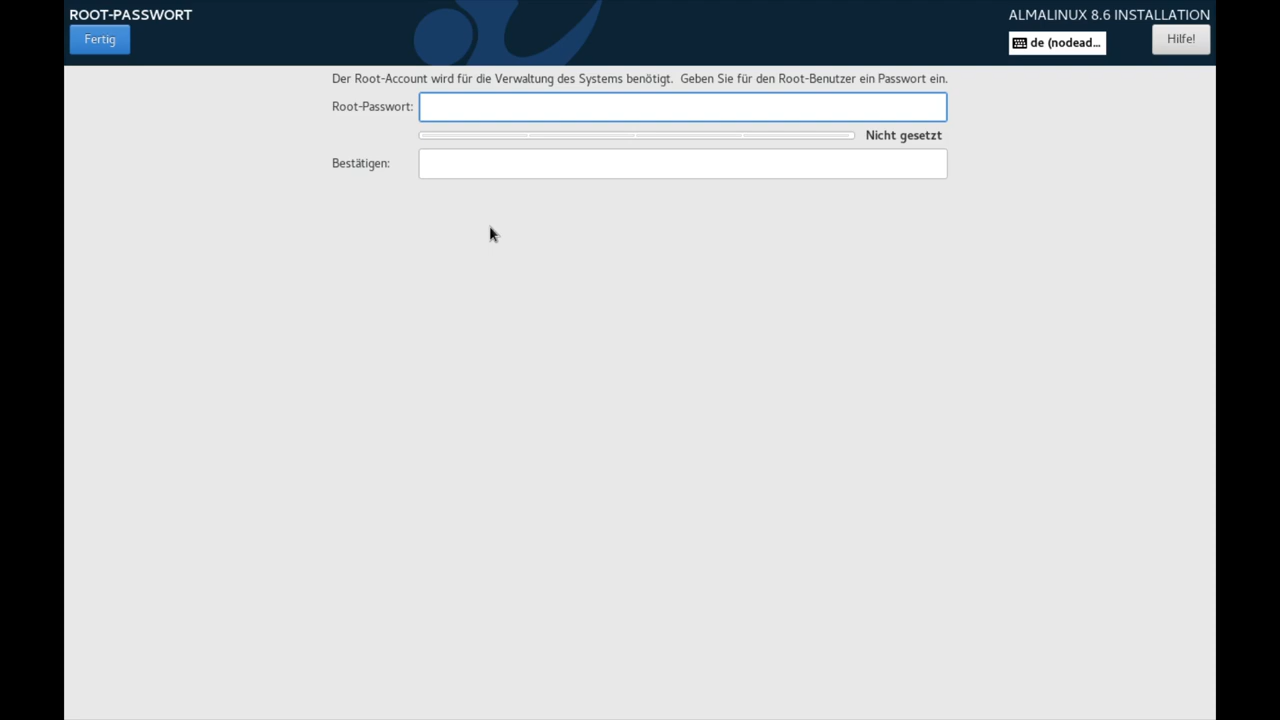 ROOT-PASSWORT
ALMALINUX 8.6 INSTALLATION
Fertig
de (nodead...
Hilfe!
Der Root-Account wird für die Verwaltung des Systems benötigt.  Geben Sie für den Root-Benutzer ein Passwort ein.
Root-Passwort:
Nicht gesetzt
Bestätigen: